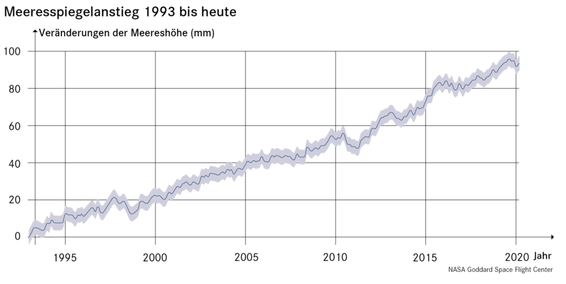 Meeresspiegelanstieg 1993 bis heute
Veränderungen der Meereshöhe (mm)
100
80
60
40
20
0
1995 2000 2005 2010 2015 2020 Jahr
NASA Goddard Space Flight Center